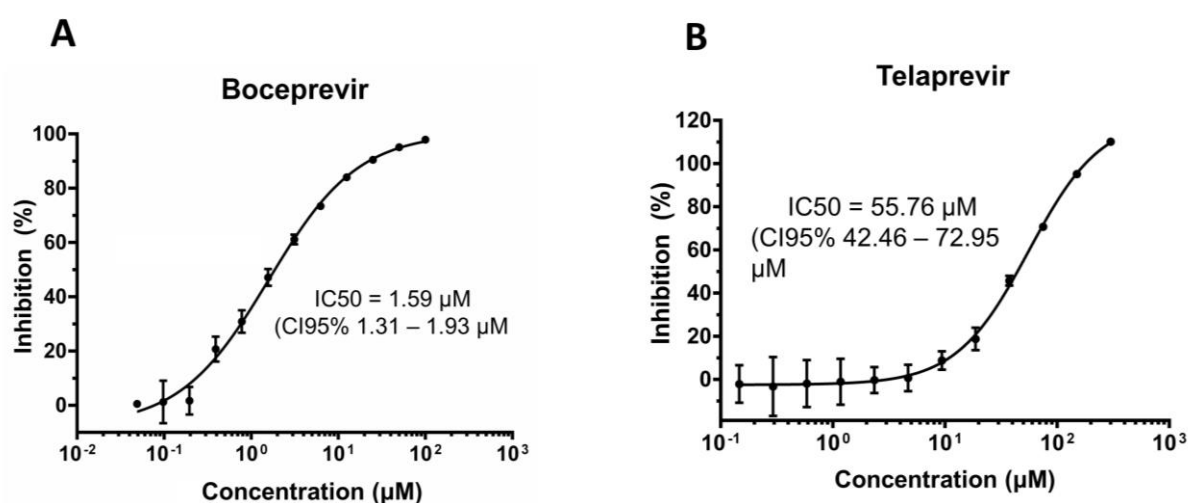 A
Boceprevir
Inhibition (%)
100
80
60
40
20
0
IC50 = 1.59 µM
(CI95% 1.31 – 1.93 µM
10-2
10-1
100
101
102
103
Concentration (µM)
B
Telaprevir
Inhibition (%)
120
100
80
60
40
20
0
IC50 = 55.76 µM
(CI95% 42.46 – 72.95
µM
10-1
100
101
102
103
Concentration (µM)